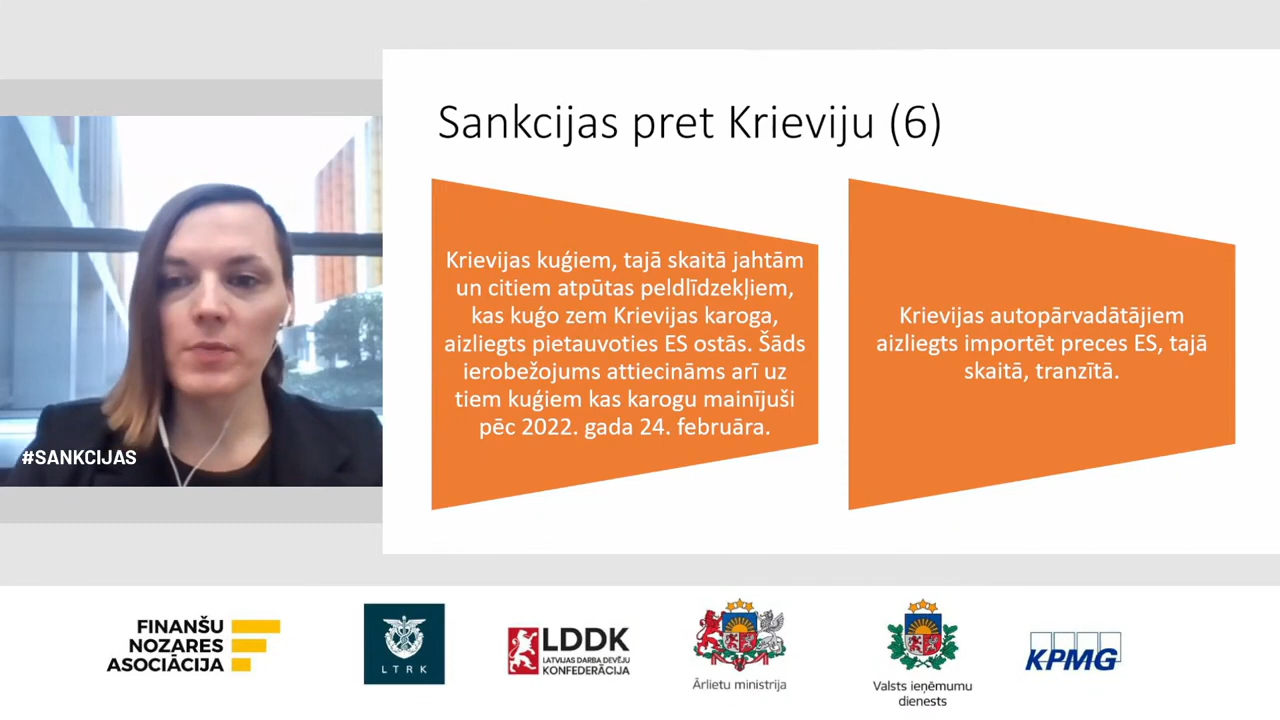 Sankcijas pret Krieviju (6)
Krievijas kuģiem, tajā skaitā jahtām
un citiem atpūtas peldlīdzekļiem,
kas kuģo zem Krievijas karoga,
aizliegts pietauvoties ES ostās. Šāds
ierobežojums attiecināms arī uz
tiem kuģiem kas karogu mainījuši
pēc 2022. gada 24. februāra.
Krievijas autopārvadātājiem
aizliegts importēt preces ES, tajā
skaitā, tranzītā.
#SANKCIJAS
FINANŠU
NOZARES
ASOCIĀCIJA
LTRK
LDDK
LATVIJAS DARBA DEVĒJU
KONFEDERĀCIJA
Ārlietu ministrija
Valsts ieņēmumu
dienests
KPMG